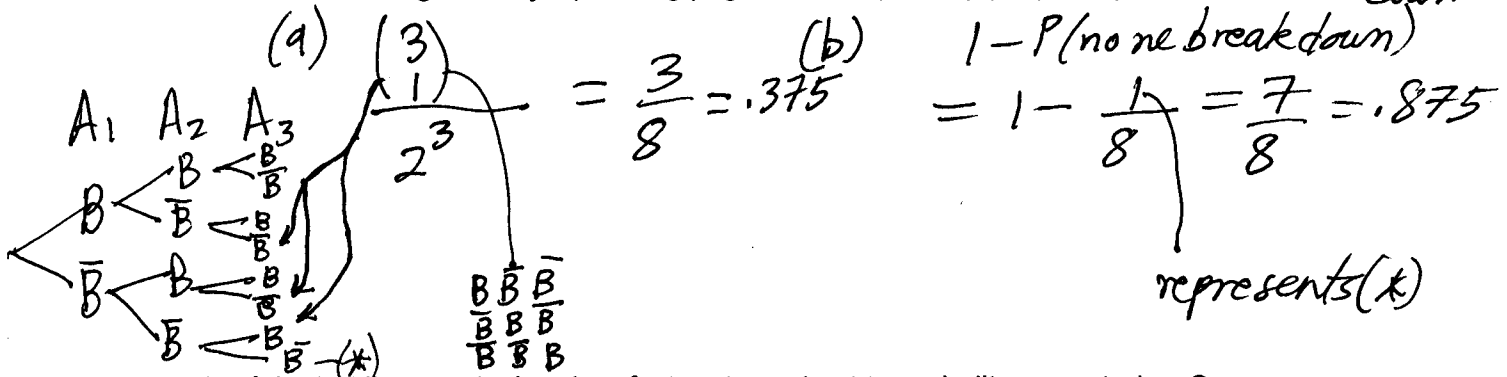 down
(a) (3 1) / 2^3 = 3/8 = .375
(b) 1 - P(none breakdown)
= 1 - 1/8 = 7/8 = .875
represents (*)
A1 A2 A3
B B B
B̅
B̅ B
B̅
B̅ B B
B̅
B̅ B
B̅ - (*)
B B̅ B̅
B̅ B B̅
B̅ B̅ B